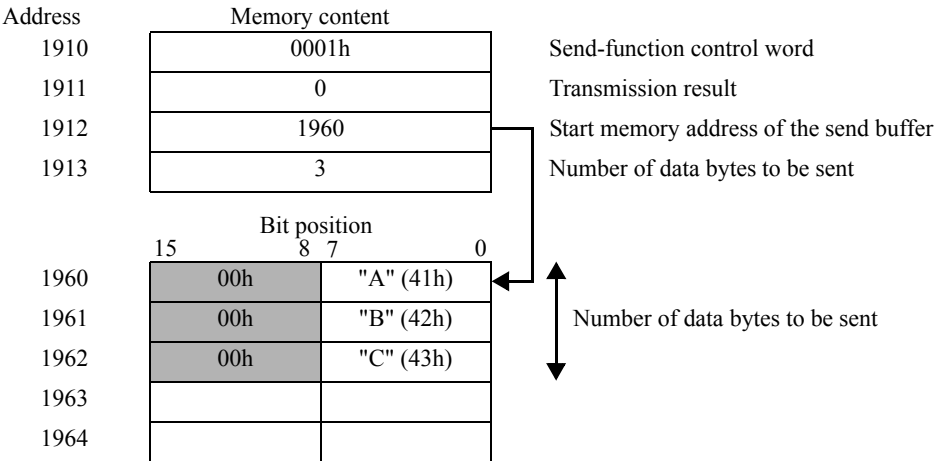 Address Memory content
1910 0001h Send-function control word
1911 0 Transmission result
1912 1960 Start memory address of the send buffer
1913 3 Number of data bytes to be sent
Bit position
15 8 7 0
1960 00h "A" (41h)
1961 00h "B" (42h) Number of data bytes to be sent
1962 00h "C" (43h)
1963
1964